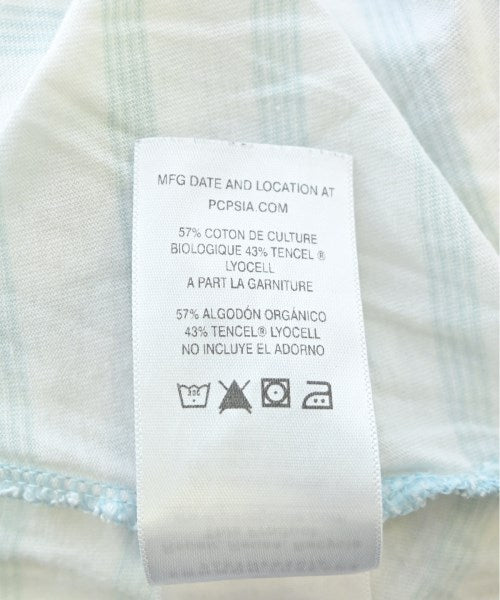 MFG DATE AND LOCATION AT
PCPSIA.COM
57% COTON DE CULTURE
BIOLOGIQUE 43% TENCEL ®
LYOCELL
A PART LA GARNITURE
57% ALGODÓN ORGÁNICO
43% TENCEL® LYOCELL
NO INCLUYE EL ADORNO